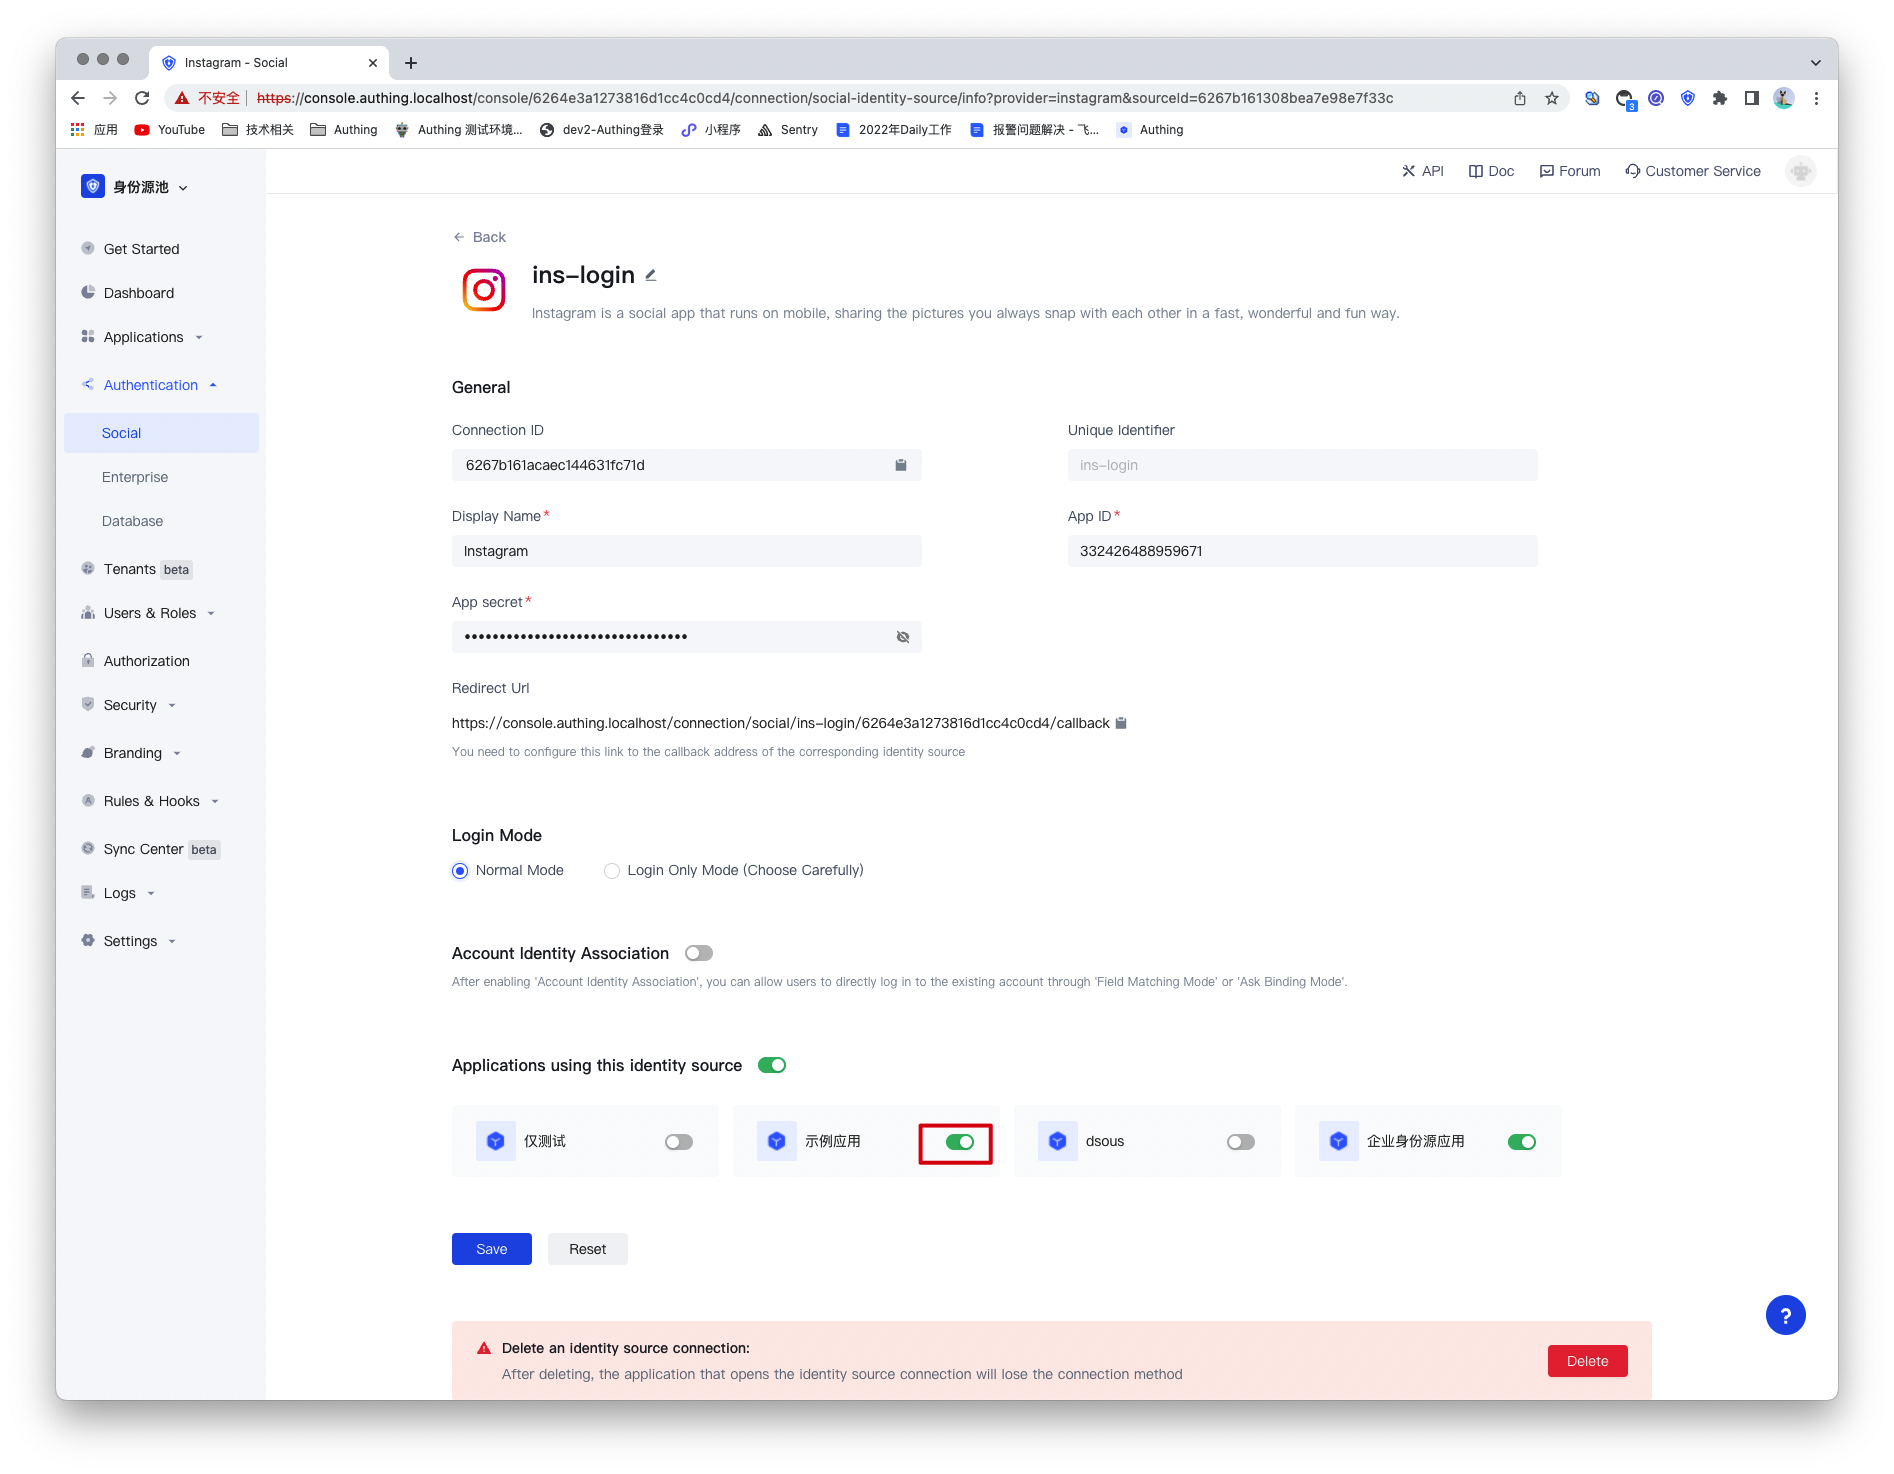 Instagram - Social
不安全 https://console.authing.localhost/console/6264e3a1273816d1cc4c0cd4/connection/social-identity-source/info?provider=instagram&sourceId=6267b161308bea7e98e7f33c
3
应用 YouTube 技术相关 Authing Authing 测试环境... dev2-Authing登录 小程序 Sentry 2022年Daily工作 报警问题解决 - 飞... Authing
身份源池
API Doc Forum Customer Service
Get Started
Dashboard
Applications
Authentication
Social
Enterprise
Database
Tenants beta
Users & Roles
Authorization
Security
Branding
Rules & Hooks
Sync Center beta
Logs
Settings
Back
ins-login
Instagram is a social app that runs on mobile, sharing the pictures you always snap with each other in a fast, wonderful and fun way.
General
Connection ID
6267b161acaec144631fc71d
Unique Identifier
ins-login
Display Name*
Instagram
App ID*
332426488959671
App secret*
••••••••••••••••••••••••••••••••
Redirect Url
https://console.authing.localhost/connection/social/ins-login/6264e3a1273816d1cc4c0cd4/callback
You need to configure this link to the callback address of the corresponding identity source
Login Mode
Normal Mode Login Only Mode (Choose Carefully)
Account Identity Association
After enabling 'Account Identity Association', you can allow users to directly log in to the existing account through 'Field Matching Mode' or 'Ask Binding Mode'.
Applications using this identity source
仅测试 示例应用 dsous 企业身份源应用
Save Reset
?
Delete an identity source connection:
After deleting, the application that opens the identity source connection will lose the connection method
Delete